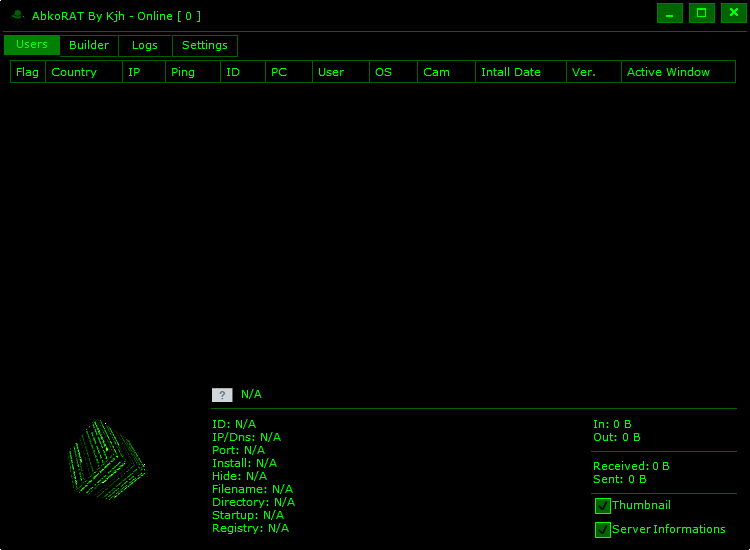 AbkoRAT By Kjh - Online [ 0 ]
Users Builder Logs Settings
Flag Country IP Ping ID PC User OS Cam Intall Date Ver. Active Window
? N/A
ID: N/A
IP/Dns: N/A
Port: N/A
Install: N/A
Hide: N/A
Filename: N/A
Directory: N/A
Startup: N/A
Registry: N/A
In: 0 B
Out: 0 B
Received: 0 B
Sent: 0 B
Thumbnail
Server Informations